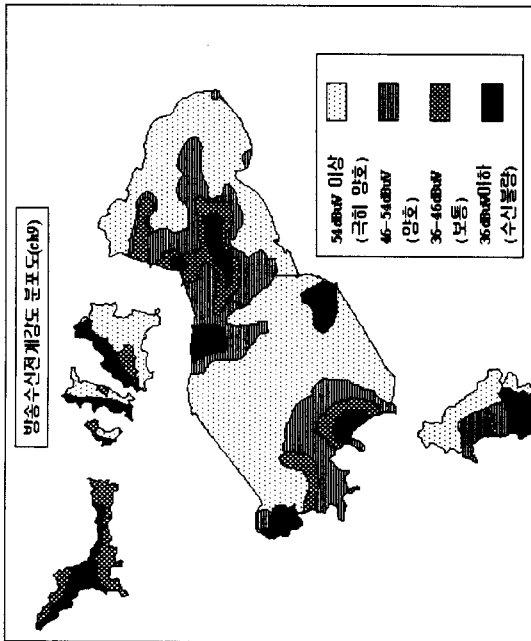 방송수신전계강도 분포도(ch9)
54dBuV 이상
(극히 양호)
46-54dBuV
(양호)
36-46dBuV
(보통)
36dBuV이하
(수신불량)